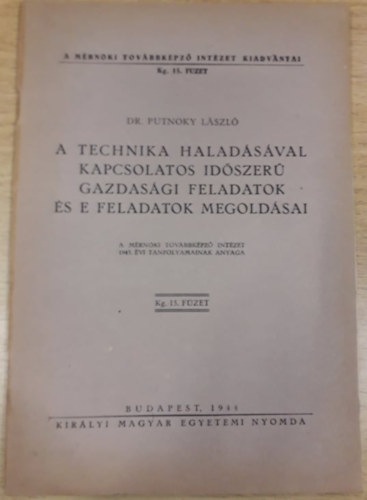 A MÉRNÖKI TOVÁBBKÉPZŐ INTÉZET KIADVÁNYAI
Kg. 15. FÜZET
DR. PUTNOKY LÁSZLÓ
A TECHNIKA HALADÁSÁVAL
KAPCSOLATOS IDŐSZERŰ
GAZDASÁGI FELADATOK
ÉS E FELADATOK MEGOLDÁSAI
A MÉRNÖKI TOVÁBBKÉPZŐ INTÉZET
ÉVI TANFOLYAMAINAK ANYAGA
Kg. 15. FÜZET
BUDAPEST, 1944
KIRÁLYI MAGYAR EGYETEMI NYOMDA